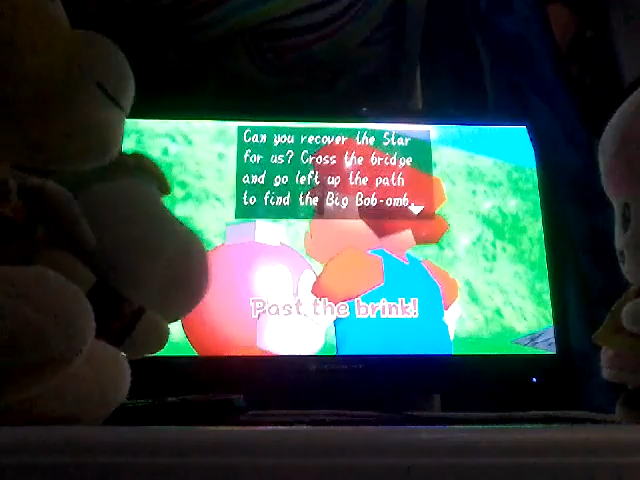 Can you recover the Star
for us? Cross the bridge
and go left up the path
to find the Big Bob-omb.
Past the brink!